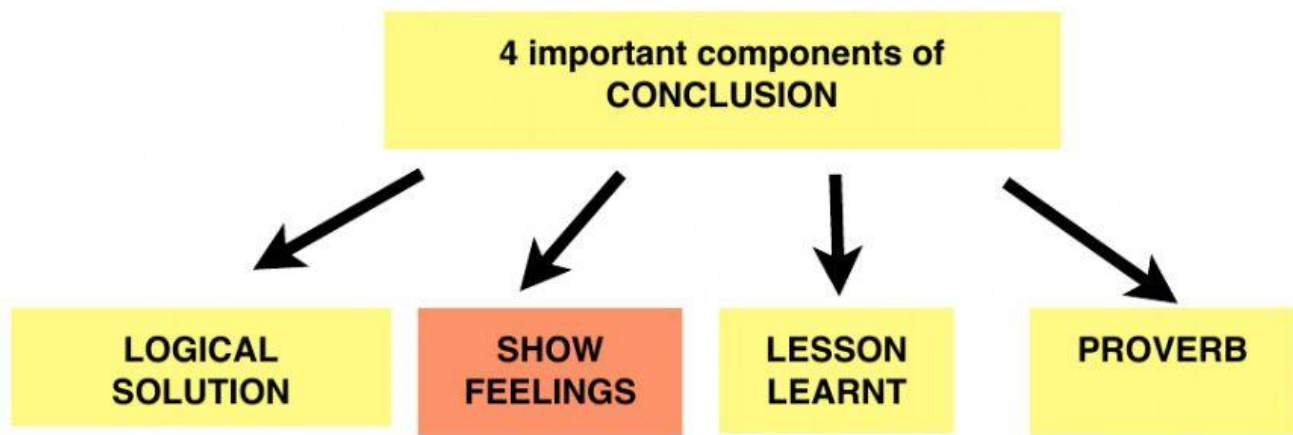 4 important components of
CONCLUSION
LOGICAL
SOLUTION
SHOW
FEELINGS
LESSON
LEARNT
PROVERB